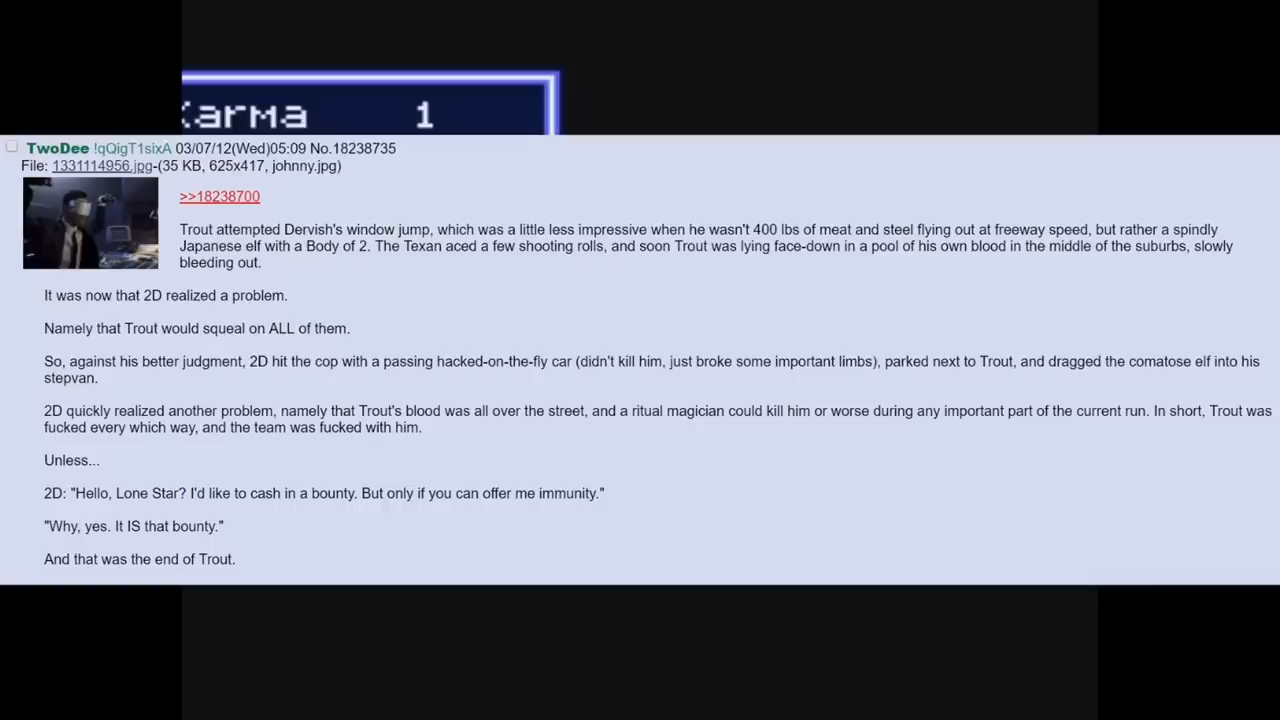 Karma 1
TwoDee !qQigT1sixA 03/07/12(Wed)05:09 No.18238735
File: 1331114956.jpg-(35 KB, 625x417, johnny.jpg)
>>18238700
Trout attempted Dervish's window jump, which was a little less impressive when he wasn't 400 lbs of meat and steel flying out at freeway speed, but rather a spindly
Japanese elf with a Body of 2. The Texan aced a few shooting rolls, and soon Trout was lying face-down in a pool of his own blood in the middle of the suburbs, slowly
bleeding out.
It was now that 2D realized a problem.
Namely that Trout would squeal on ALL of them.
So, against his better judgment, 2D hit the cop with a passing hacked-on-the-fly car (didn't kill him, just broke some important limbs), parked next to Trout, and dragged the comatose elf into his
stepvan.
2D quickly realized another problem, namely that Trout's blood was all over the street, and a ritual magician could kill him or worse during any important part of the current run. In short, Trout was
fucked every which way, and the team was fucked with him.
Unless...
2D: "Hello, Lone Star? I'd like to cash in a bounty. But only if you can offer me immunity."
"Why, yes. It IS that bounty."
And that was the end of Trout.